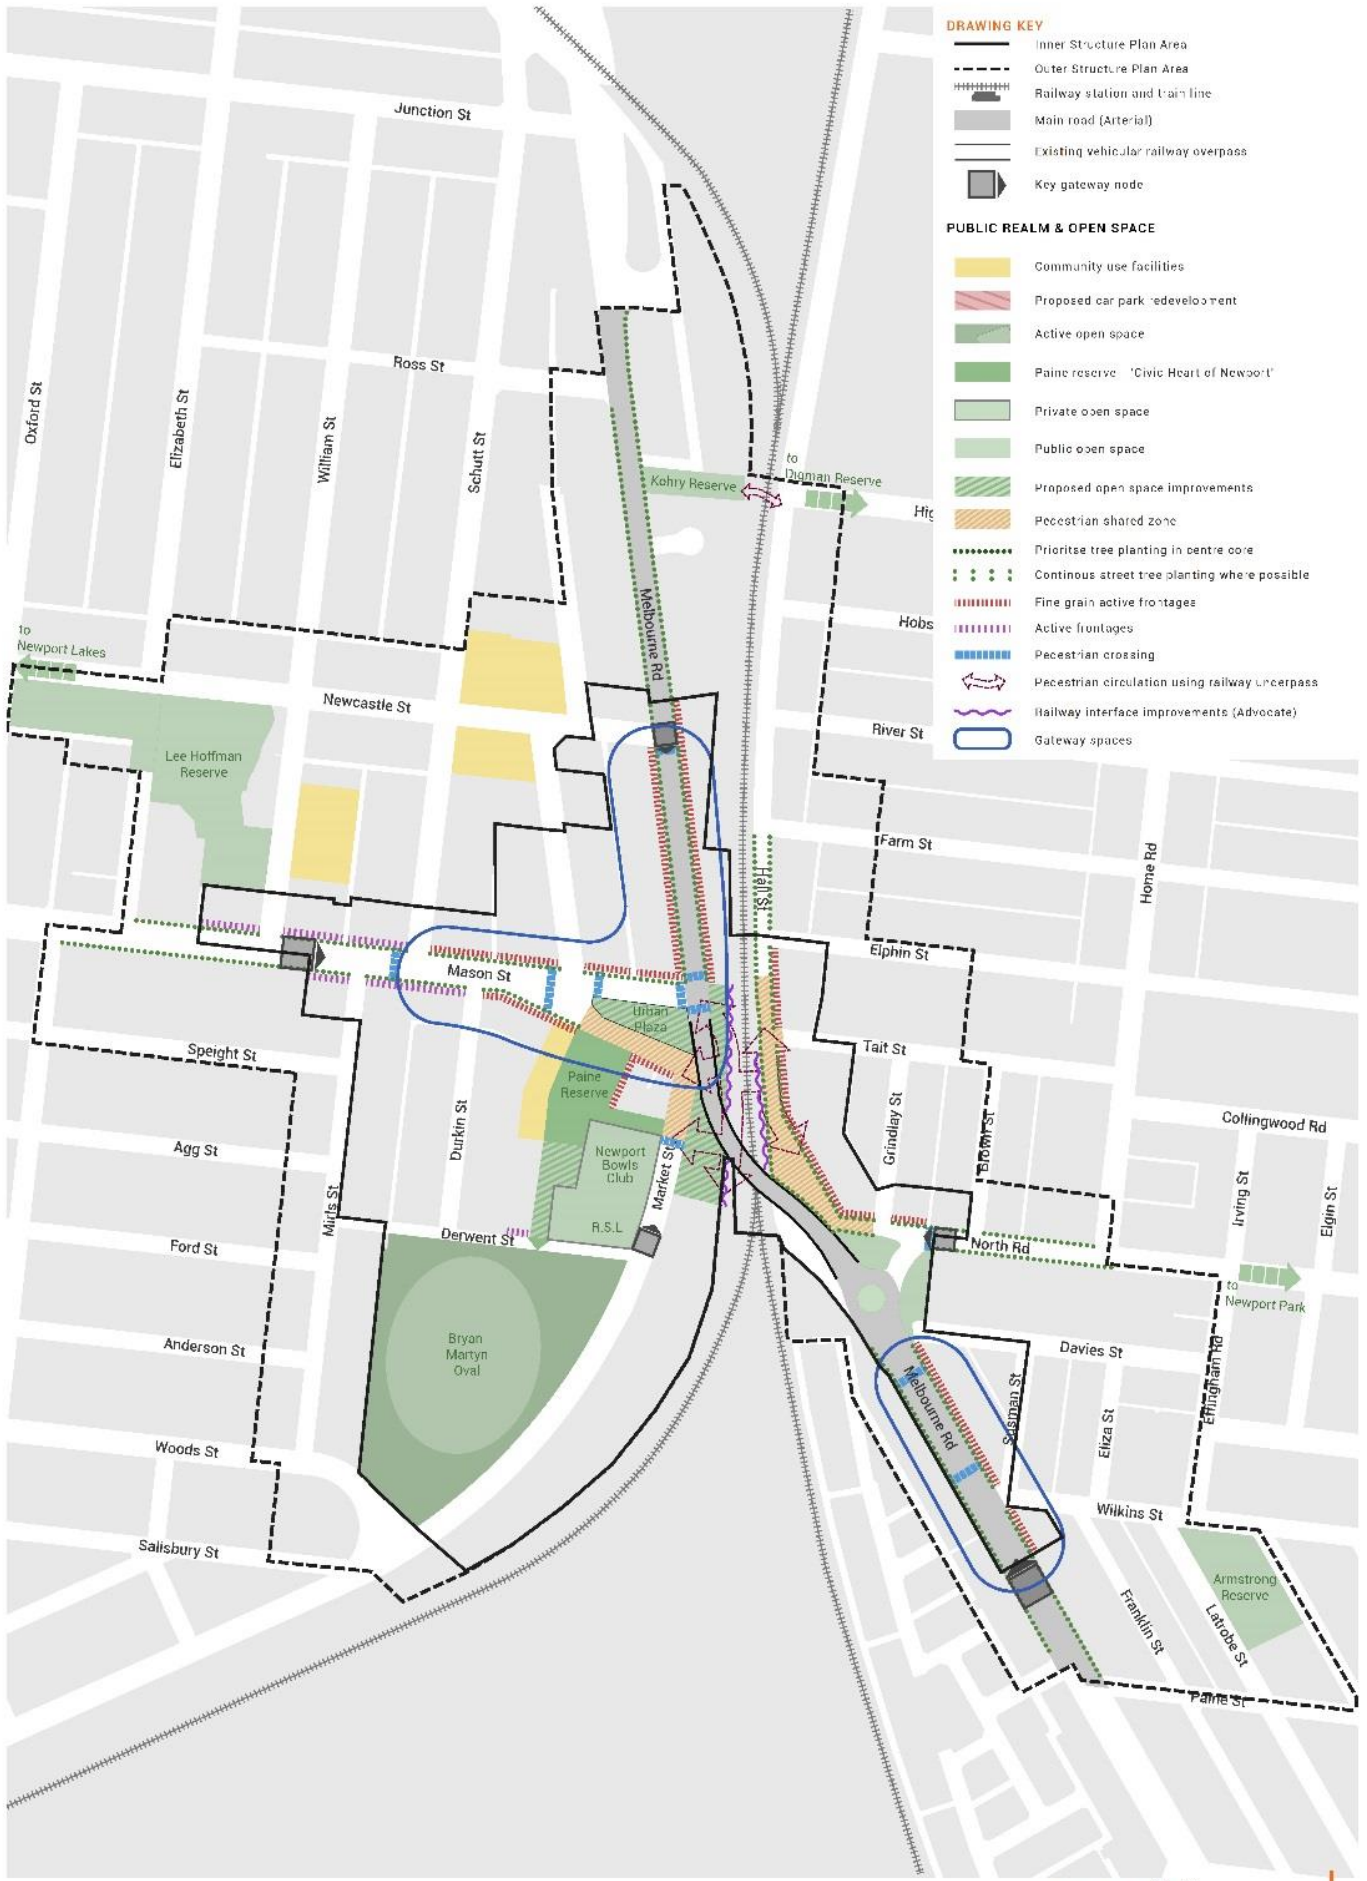 DRAWING KEY
Inner Structure Plan Area
Outer Structure Plan Area
Railway station and train line
Main road (Arterial)
Existing vehicular railway overpass
Key gateway node
PUBLIC REALM & OPEN SPACE
Community use facilities
Proposed car park redevelopment
Active open space
Paine reserve 'Civic Heart of Newport'
Private open space
Public open space
Proposed open space improvements
Pedestrian shared zone
Prioritse tree planting in centre core
Continous street tree planting where possible
Fine grain active frontages
Active frontages
Pedestrian crossing
Pedestrian circulation using railway underpass
Railway interface improvements (Advocate)
Gateway spaces
Junction St
Ross St
Oxford St
Elizabeth St
William St
Schutt St
to
Digman Reserve
Kohry Reserve
Hig
Melbourne Rd
Hobs
to
Newport Lakes
Newcastle St
River St
Lee Hoffman
Reserve
Farm St
Home Rd
Hall St
Elphin St
Mason St
Urban
Plaza
Tait St
Speight St
Paine
Reserve
Grindlay St
Brown St
Collingwood Rd
Durkin St
Agg St
Newport
Bowls
Club
Market St
Mirls St
Irving St
Elgin St
R.S.L
Derwent St
Ford St
North Rd
to
Newport Park
Anderson St
Bryan
Martyn
Oval
Davies St
Effingham Rd
Melbourne Rd
Eliza St
Woods St
Wilkins St
Salisbury St
Armstrong
Reserve
Franklin St
Latrobe St
Paine St